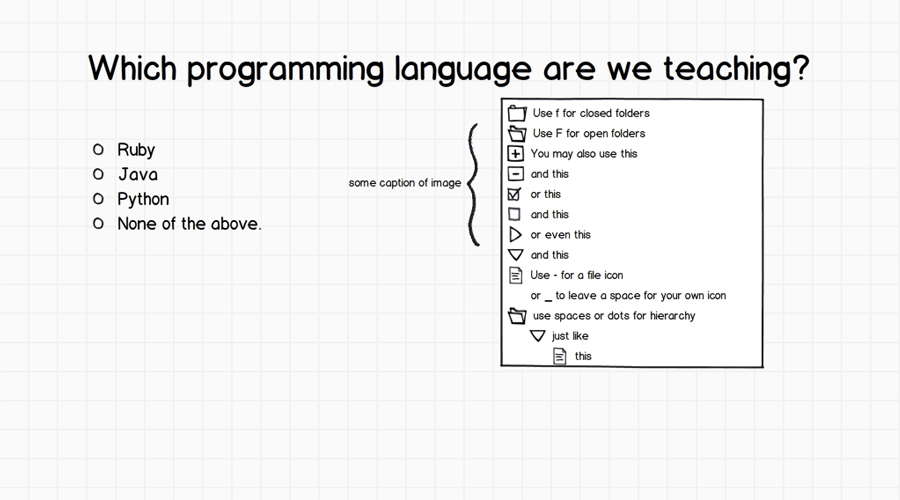 Which programming language are we teaching?
Ruby
Java
Python
None of the above.
some caption of image
Use f for closed folders
Use F for open folders
You may also use this
and this
or this
and this
or even this
and this
Use - for a file icon
or _ to leave a space for your own icon
use spaces or dots for hierarchy
just like
this